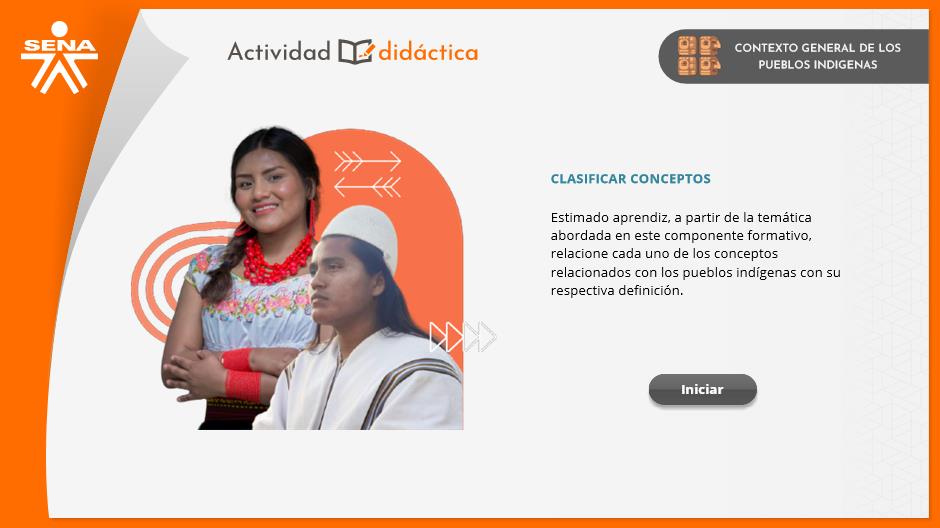 SENA
Actividad didáctica
CONTEXTO GENERAL DE LOS
PUEBLOS INDIGENAS
CLASIFICAR CONCEPTOS
Estimado aprendiz, a partir de la temática
abordada en este componente formativo,
relacione cada uno de los conceptos
relacionados con los pueblos indígenas con su
respectiva definición.
Iniciar